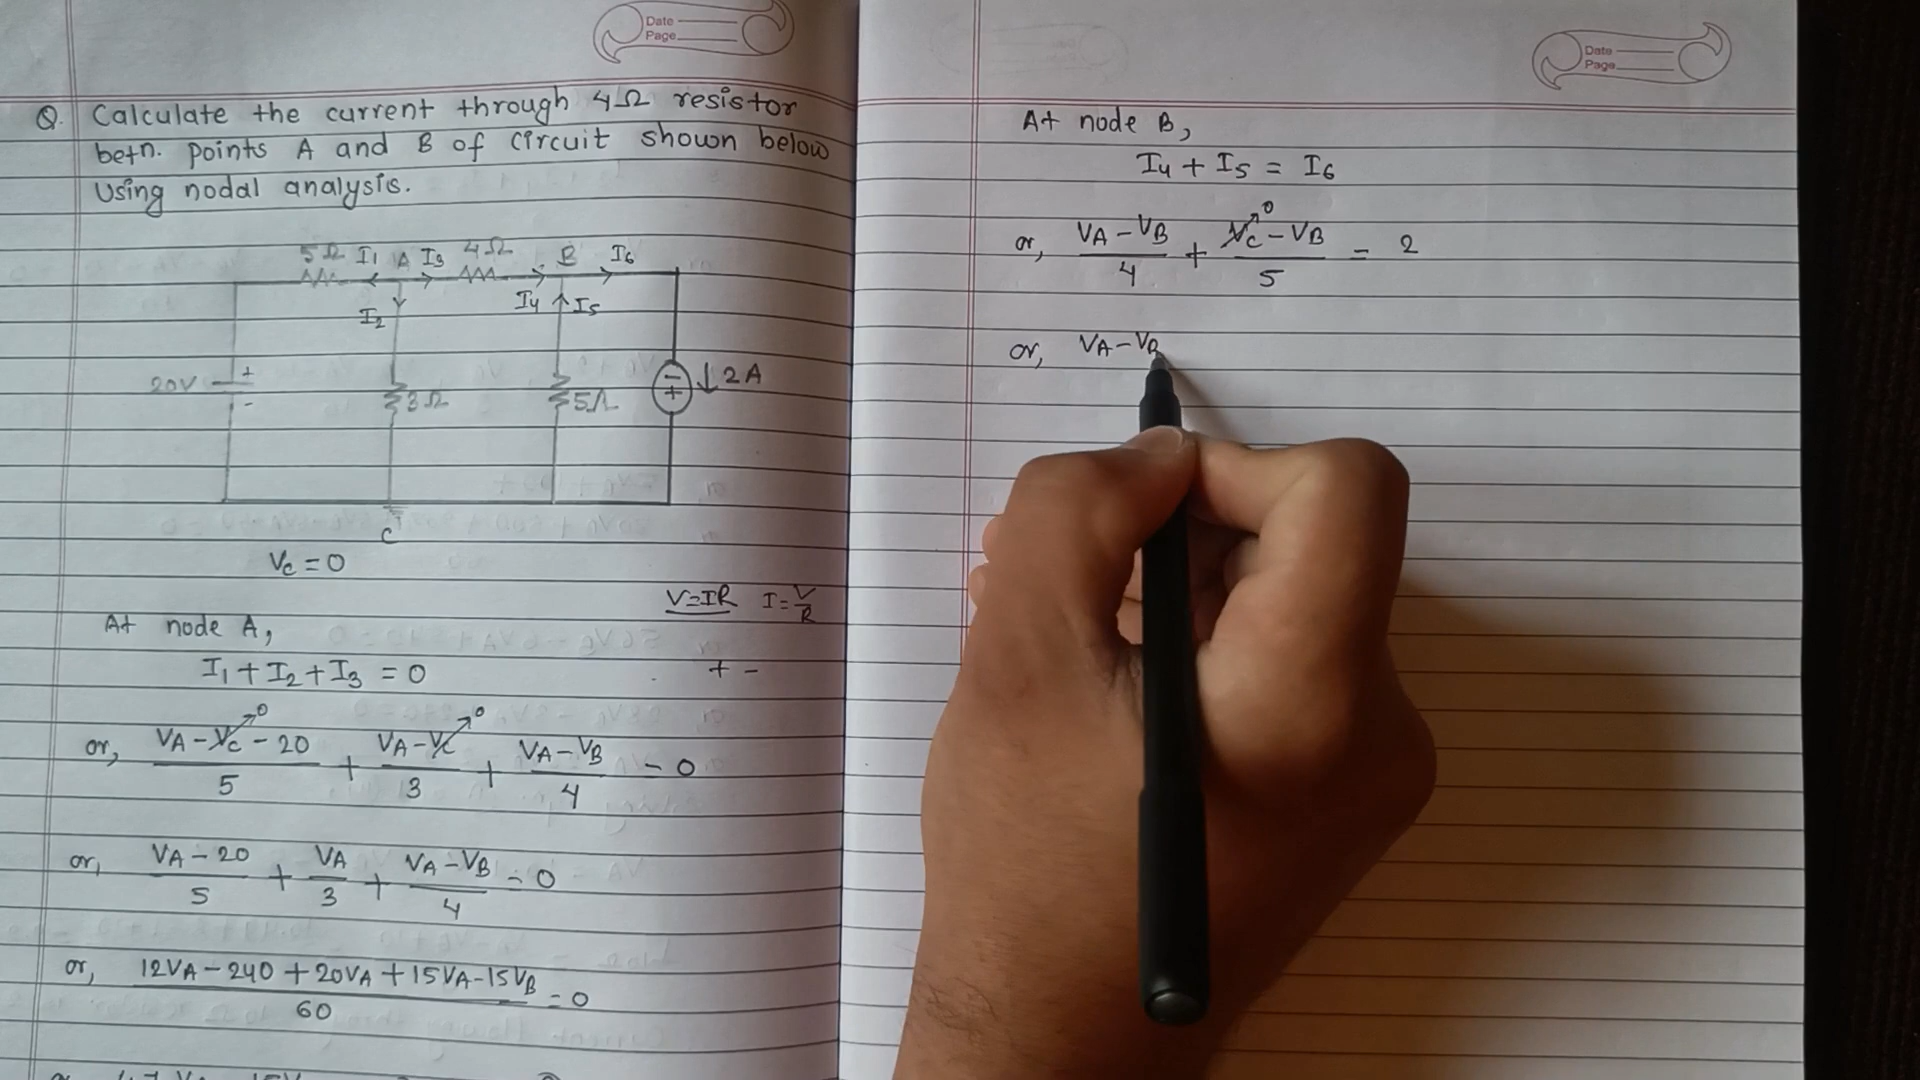 Date
Page
Q. Calculate the current through 4Ω resistor
betn. points A and B of circuit shown below
Using nodal analysis.
5Ω I1 A I3 4Ω B I6
I2 I4 I5
20V + - 3Ω 5Ω - + 2A
C
Vc = 0
V=IR I = V/R
At node A,
+ -
I1 + I2 + I3 = 0
or, (VA - Vc↗0 - 20)/5 + (VA - Vc↗0)/3 + (VA - VB)/4 = 0
or, (VA - 20)/5 + VA/3 + (VA - VB)/4 = 0
or, (12VA - 240 + 20VA + 15VA - 15VB)/60 = 0
Date
Page
At node B,
I4 + I5 = I6
or, (VA - VB)/4 + (Vc↗0 - VB)/5 = 2
or, VA - VB